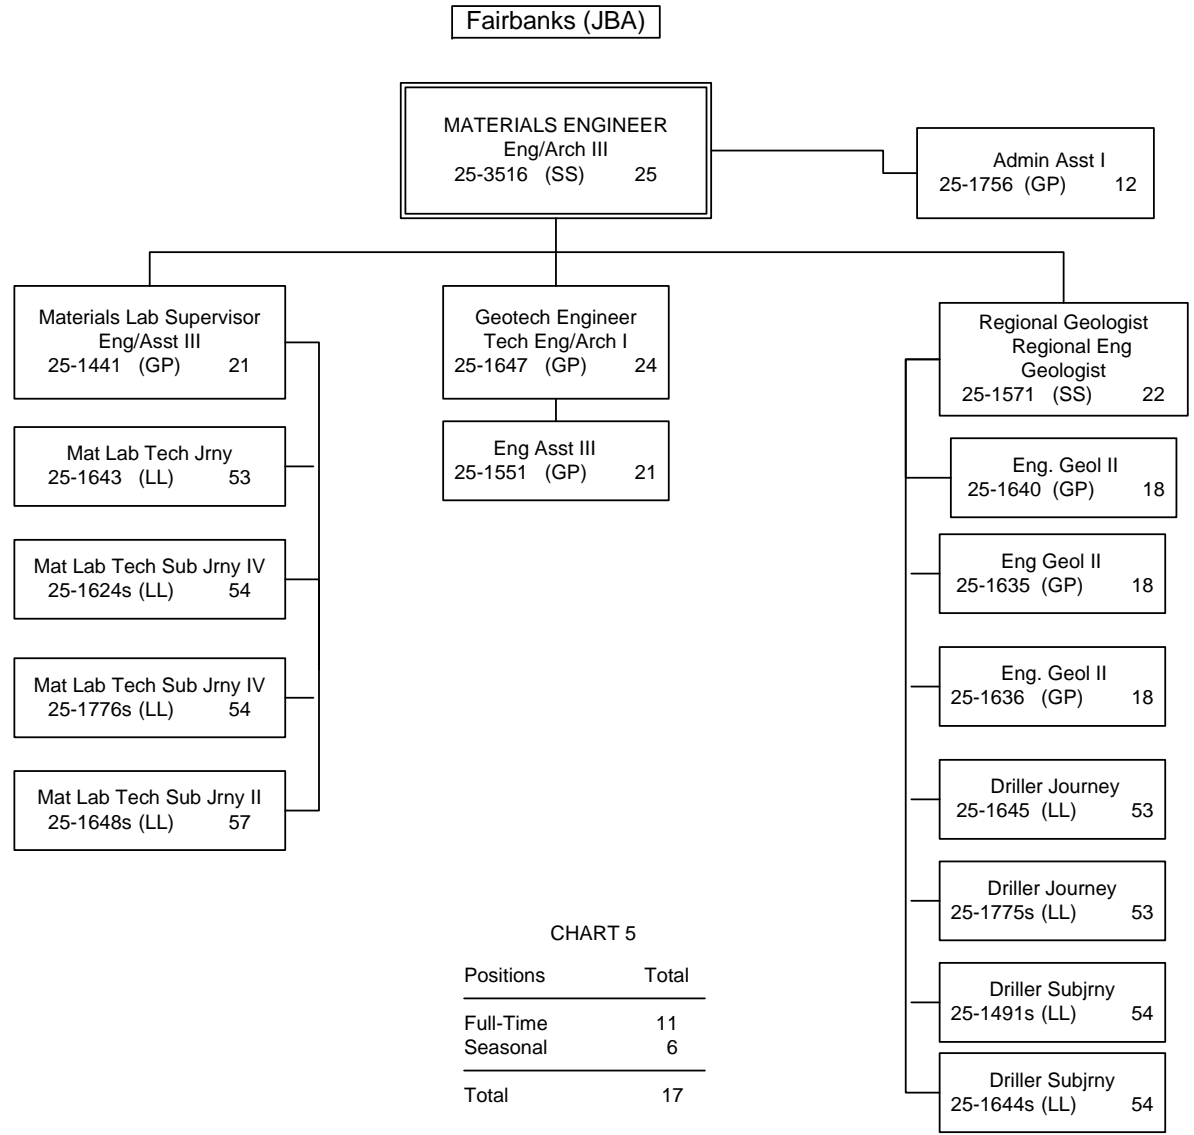 Fairbanks (JBA)
MATERIALS ENGINEER
Eng/Arch III
25-3516 (SS) 25
Admin Asst I
25-1756 (GP) 12
Materials Lab Supervisor
Eng/Asst III
25-1441 (GP) 21
Mat Lab Tech Jrny
25-1643 (LL) 53
Mat Lab Tech Sub Jrny IV
25-1624s (LL) 54
Mat Lab Tech Sub Jrny IV
25-1776s (LL) 54
Mat Lab Tech Sub Jrny II
25-1648s (LL) 57
Geotech Engineer
Tech Eng/Arch I
25-1647 (GP) 24
Eng Asst III
25-1551 (GP) 21
Regional Geologist
Regional Eng
Geologist
25-1571 (SS) 22
Eng. Geol II
25-1640 (GP) 18
Eng Geol II
25-1635 (GP) 18
Eng. Geol II
25-1636 (GP) 18
Driller Journey
25-1645 (LL) 53
Driller Journey
25-1775s (LL) 53
Driller Subjrny
25-1491s (LL) 54
Driller Subjrny
25-1644s (LL) 54
CHART 5
Positions Total
Full-Time 11
Seasonal 6
Total 17